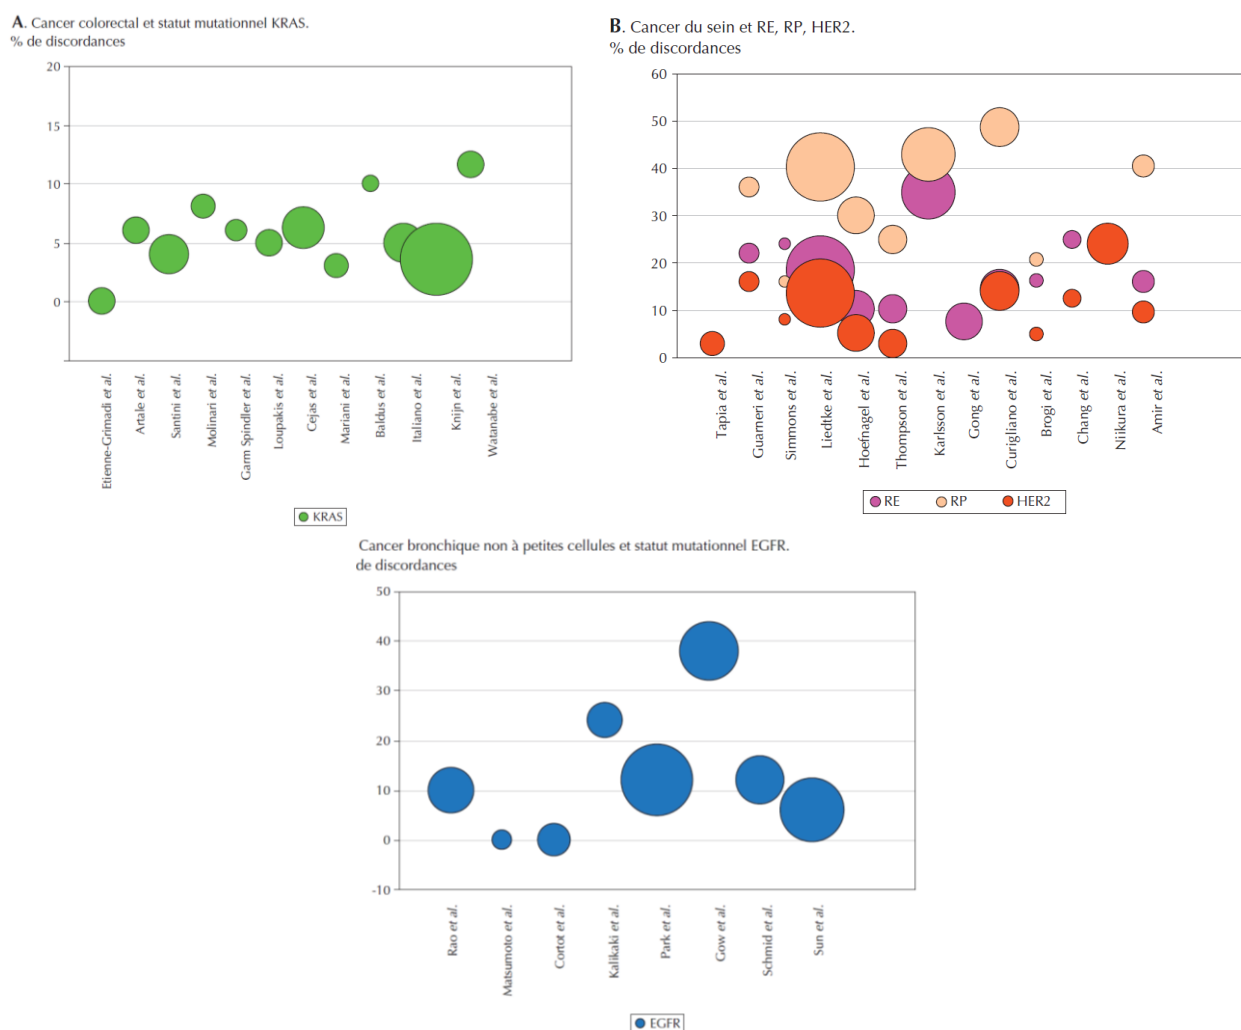 A. Cancer colorectal et statut mutationnel KRAS.
% de discordances
20
15
10
5
0
Etienne-Grimadi et al.
Artale et al.
Santini et al.
Molinari et al.
Garm Spindler et al.
Loupakis et al.
Cejas et al.
Mariani et al.
Baldus et al.
Italiano et al.
Knijn et al.
Watanabe et al.
KRAS
B. Cancer du sein et RE, RP, HER2.
% de discordances
60
50
40
30
20
10
0
Tapia et al.
Guarneri et al.
Simmons et al.
Liedtke et al.
Hoefnagel et al.
Thompson et al.
Karlsson et al.
Gong et al.
Curigliano et al.
Brogi et al.
Chang et al.
Niikura et al.
Amir et al.
RE RP HER2
Cancer bronchique non à petites cellules et statut mutationnel EGFR.
de discordances
50
40
30
20
10
0
-10
Rao et al.
Matsumoto et al.
Cortot et al.
Kalikaki et al.
Park et al.
Gow et al.
Schmid et al.
Sun et al.
EGFR